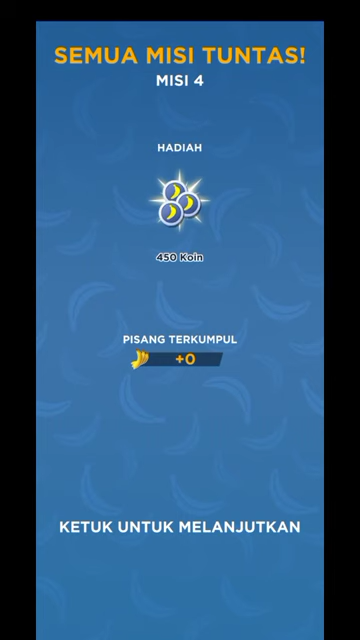 SEMUA MISI TUNTAS!
MISI 4
HADIAH
450 Koin
PISANG TERKUMPUL
+0
KETUK UNTUK MELANJUTKAN